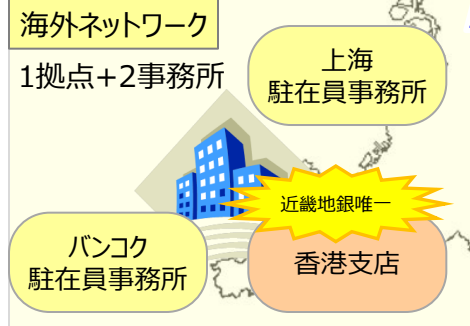 海外ネットワーク
1拠点+2事務所
上海
駐在員事務所
近畿地銀唯一
バンコク
駐在員事務所
香港支店